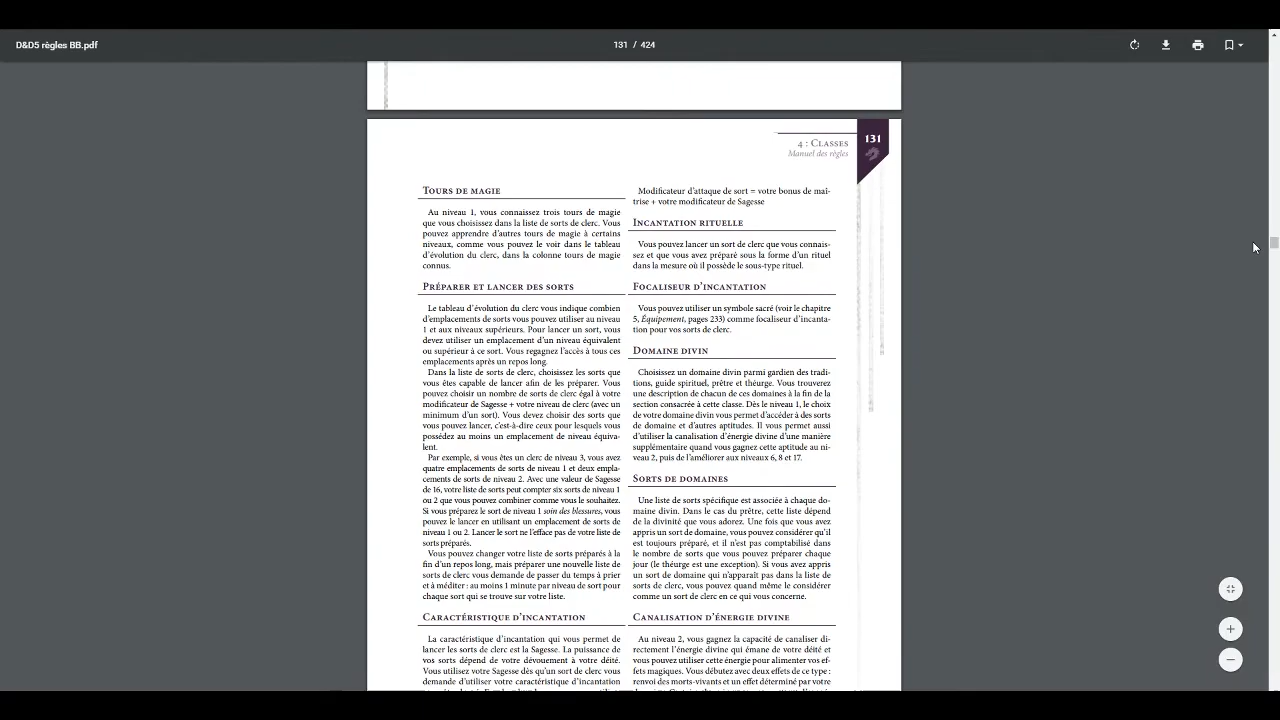 D&D5 règles BB.pdf
131 / 424
4 : Classes
Manuel des règles
131
Tours de magie
Au niveau 1, vous connaissez trois tours de magie
que vous choisissez dans la liste de sorts de clerc. Vous
pouvez apprendre d'autres tours de magie à certains
niveaux, comme vous pouvez le voir dans le tableau
d'évolution du clerc, dans la colonne tours de magie
connus.
Préparer et lancer des sorts
Le tableau d'évolution du clerc vous indique combien
d'emplacements de sorts vous pouvez utiliser au niveau
1 et aux niveaux supérieurs. Pour lancer un sort, vous
devez utiliser un emplacement d'un niveau équivalent
ou supérieur à ce sort. Vous regagnez l'accès à tous ces
emplacements après un repos long.
Dans la liste de sorts de clerc, choisissez les sorts que
vous êtes capable de lancer afin de les préparer. Vous
pouvez choisir un nombre de sorts de clerc égal à votre
modificateur de Sagesse + votre niveau de clerc (avec un
minimum d'un sort). Vous devez choisir des sorts que
vous pouvez lancer, c'est-à-dire ceux pour lesquels vous
possédez au moins un emplacement de niveau équiva-
lent.
Par exemple, si vous êtes un clerc de niveau 3, vous avez
quatre emplacements de sorts de niveau 1 et deux empla-
cements de sorts de niveau 2. Avec une valeur de Sagesse
de 16, votre liste de sorts peut compter six sorts de niveau 1
ou 2 que vous pouvez combiner comme vous le souhaitez.
Si vous préparez le sort de niveau 1 soin des blessures, vous
pouvez le lancer en utilisant un emplacement de sorts de
niveau 1 ou 2. Lancer le sort ne l'efface pas de votre liste de
sorts préparés.
Vous pouvez changer votre liste de sorts préparés à la
fin d'un repos long, mais préparer une nouvelle liste de
sorts de clerc vous demande de passer du temps à prier
et à méditer : au moins 1 minute par niveau de sort pour
chaque sort qui se trouve sur votre liste.
Caractéristique d'incantation
La caractéristique d'incantation qui vous permet de
lancer les sorts de clerc est la Sagesse. La puissance de
vos sorts dépend de votre dévouement à votre déité.
Vous utilisez votre Sagesse dès qu'un sort de clerc vous
demande d'utiliser votre caractéristique d'incantation
Modificateur d'attaque de sort = votre bonus de maî-
trise + votre modificateur de Sagesse
Incantation rituelle
Vous pouvez lancer un sort de clerc que vous connais-
sez et que vous avez préparé sous la forme d'un rituel
dans la mesure où il possède le sous-type rituel.
Focaliseur d'incantation
Vous pouvez utiliser un symbole sacré (voir le chapitre
5, Équipement, pages 233) comme focaliseur d'incanta-
tion pour vos sorts de clerc.
Domaine divin
Choisissez un domaine divin parmi gardien des tradi-
tions, guide spirituel, prêtre et théurge. Vous trouverez
une description de chacun de ces domaines à la fin de la
section consacrée à cette classe. Dès le niveau 1, le choix
de votre domaine divin vous permet d'accéder à des sorts
de domaine et d'autres aptitudes. Il vous permet aussi
d'utiliser la canalisation d'énergie divine d'une manière
supplémentaire quand vous gagnez cette aptitude au ni-
veau 2, puis de l'améliorer aux niveaux 6, 8 et 17.
Sorts de domaines
Une liste de sorts spécifique est associée à chaque do-
maine divin. Dans le cas du prêtre, cette liste dépend
de la divinité que vous adorez. Une fois que vous avez
appris un sort de domaine, vous pouvez considérer qu'il
est toujours préparé, et il n'est pas comptabilisé dans
le nombre de sorts que vous pouvez préparer chaque
jour (le théurge est une exception). Si vous avez appris
un sort de domaine qui n'apparaît pas dans la liste de
sorts de clerc, vous pouvez quand même le considérer
comme un sort de clerc en ce qui vous concerne.
Canalisation d'énergie divine
Au niveau 2, vous gagnez la capacité de canaliser di-
rectement l'énergie divine qui émane de votre déité et
vous pouvez utiliser cette énergie pour alimenter vos ef-
fets magiques. Vous débutez avec deux effets de ce type :
renvoi des morts-vivants et un effet déterminé par votre